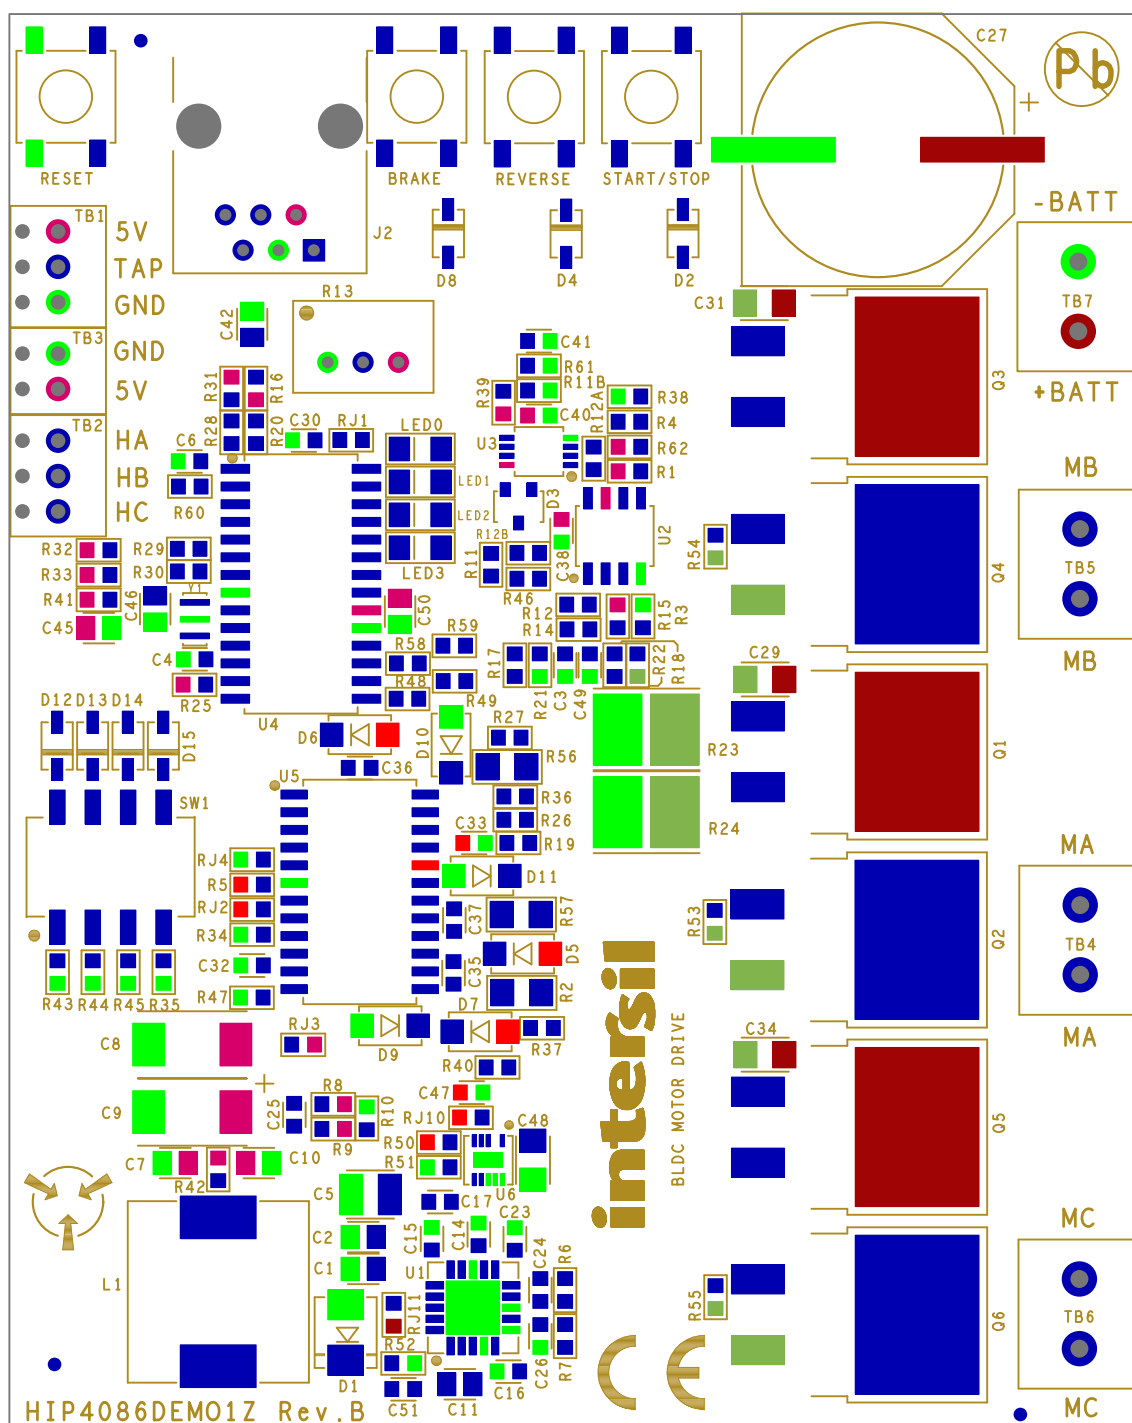 C27
Pb
+
RESET
BRAKE
REVERSE
START/STOP
-BATT
TB1
5V
TAP
GND
J2
D8
D4
D2
TB7
+BATT
C31
Q3
TB3
GND
5V
C42
R13
C41
R61
R11B
R39
C40
R12A
R38
R4
R62
R1
R31
R16
R28
R20
C30
RJ1
LED0
LED1
LED2
LED3
U3
TB2
HA
HB
HC
C6
R60
MB
D3
R12B
R11
C38
U2
R54
Q4
TB5
MB
R32
R33
R41
C45
C46
R29
R30
Y1
C4
R25
U4
C50
R46
R12
R14
R15
R3
R59
R58
R48
R49
R17
R21
C3
C49
R22
R18
C29
Q1
D12
D13
D14
D15
D6
D10
R27
R56
R23
C36
U5
SW1
R36
R26
R24
C33
R19
MA
RJ4
R5
RJ2
R34
C32
R47
D11
C37
R57
R53
Q2
TB4
MA
D5
C35
R2
R43
R44
R45
R35
D7
D9
R37
R40
C8
RJ3
+
C9
C25
R8
R9
R10
C47
RJ10
R50
R51
C48
U6
intersil
BLDC MOTOR DRIVE
C34
Q5
C7
R42
C10
C5
C17
C2
C1
C15
C14
C23
C24
R6
U1
L1
RJ11
R52
D1
C51
C11
C16
C26
R7
CE
R55
MC
Q6
TB6
MC
HIP4086DEMO1Z Rev.B